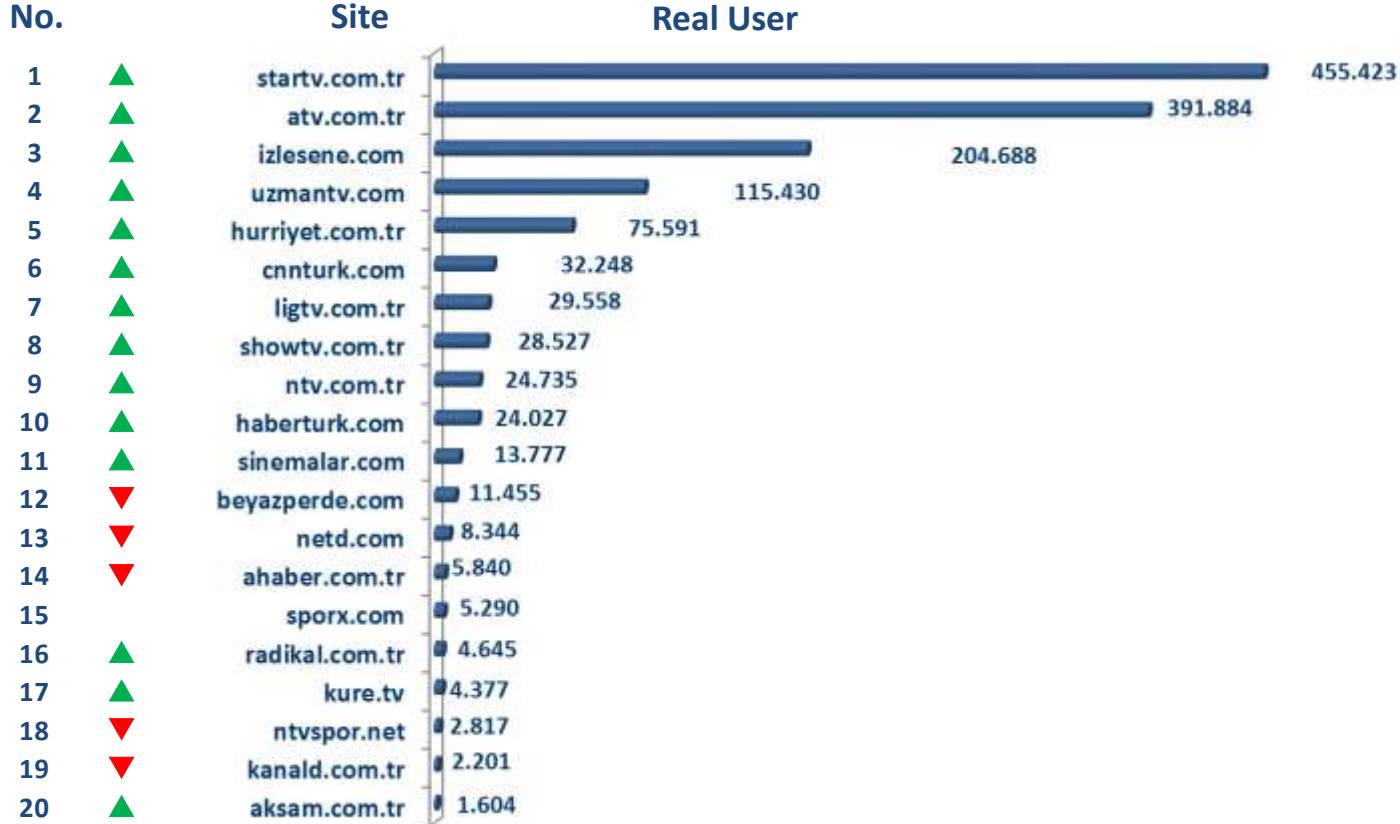 No. Site Real User
1 startv.com.tr 455.423
2 atv.com.tr 391.884
3 izlesene.com 204.688
4 uzmantv.com 115.430
5 hurriyet.com.tr 75.591
6 cnnturk.com 32.248
7 ligtv.com.tr 29.558
8 showtv.com.tr 28.527
9 ntv.com.tr 24.735
10 haberturk.com 24.027
11 sinemalar.com 13.777
12 beyazperde.com 11.455
13 netd.com 8.344
14 ahaber.com.tr 5.840
15 sporx.com 5.290
16 radikal.com.tr 4.645
17 kure.tv 4.377
18 ntvspor.net 2.817
19 kanald.com.tr 2.201
20 aksam.com.tr 1.604